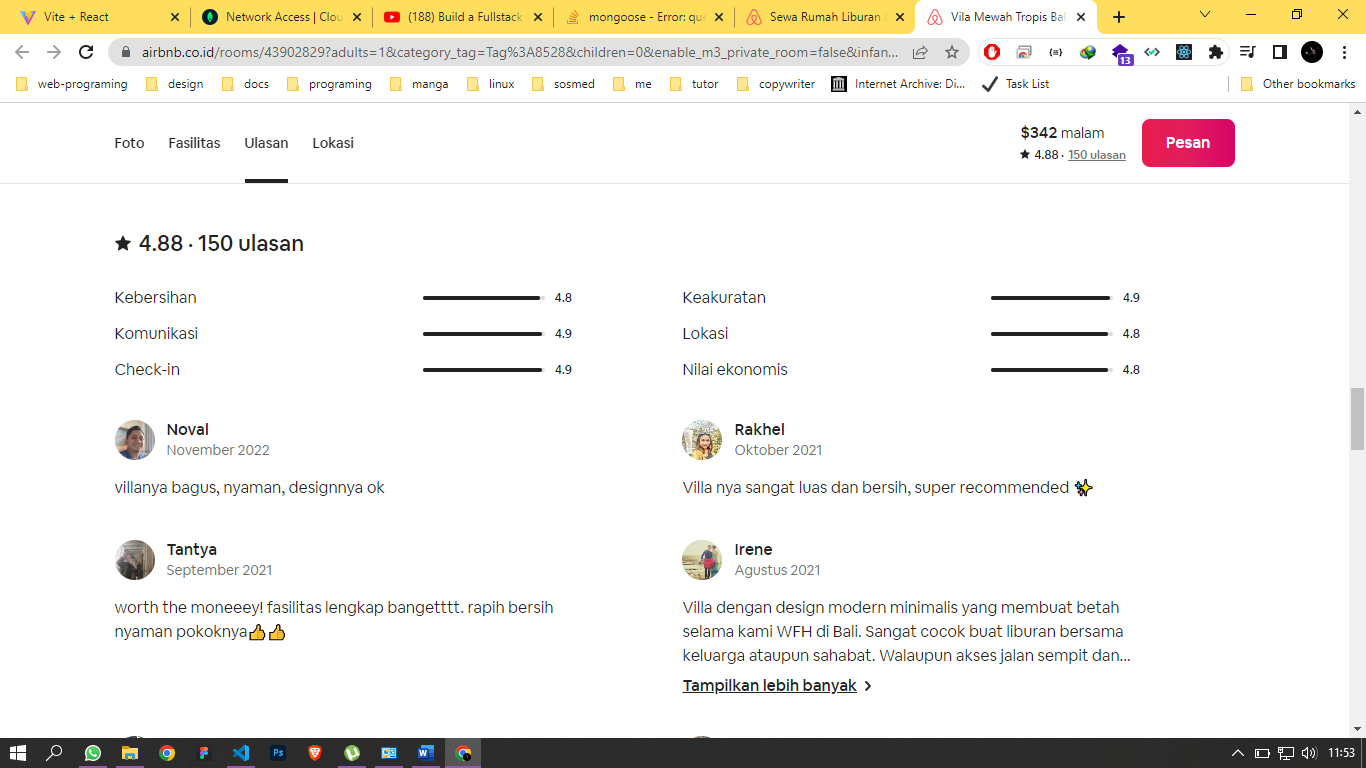 Vite + React
Network Access | Clou
(188) Build a Fullstack
mongoose - Error: que
Sewa Rumah Liburan
Vila Mewah Tropis Bal
airbnb.co.id/rooms/43902829?adults=1&category_tag=Tag%3A8528&children=0&enable_m3_private_room=false&infan...
13
web-programing
design
docs
programing
manga
linux
sosmed
me
tutor
copywriter
Internet Archive: Di...
Task List
Other bookmarks
Foto
Fasilitas
Ulasan
Lokasi
$342 malam
4.88 · 150 ulasan
Pesan
4.88 · 150 ulasan
Kebersihan 4.8
Keakuratan 4.9
Komunikasi 4.9
Lokasi 4.8
Check-in 4.9
Nilai ekonomis 4.8
Noval
November 2022
villanya bagus, nyaman, designnya ok
Rakhel
Oktober 2021
Villa nya sangat luas dan bersih, super recommended ✨
Tantya
September 2021
worth the moneeey! fasilitas lengkap bangetttt. rapih bersih
nyaman pokoknya👍👍
Irene
Agustus 2021
Villa dengan design modern minimalis yang membuat betah
selama kami WFH di Bali. Sangat cocok buat liburan bersama
keluarga ataupun sahabat. Walaupun akses jalan sempit dan...
Tampilkan lebih banyak
11:53